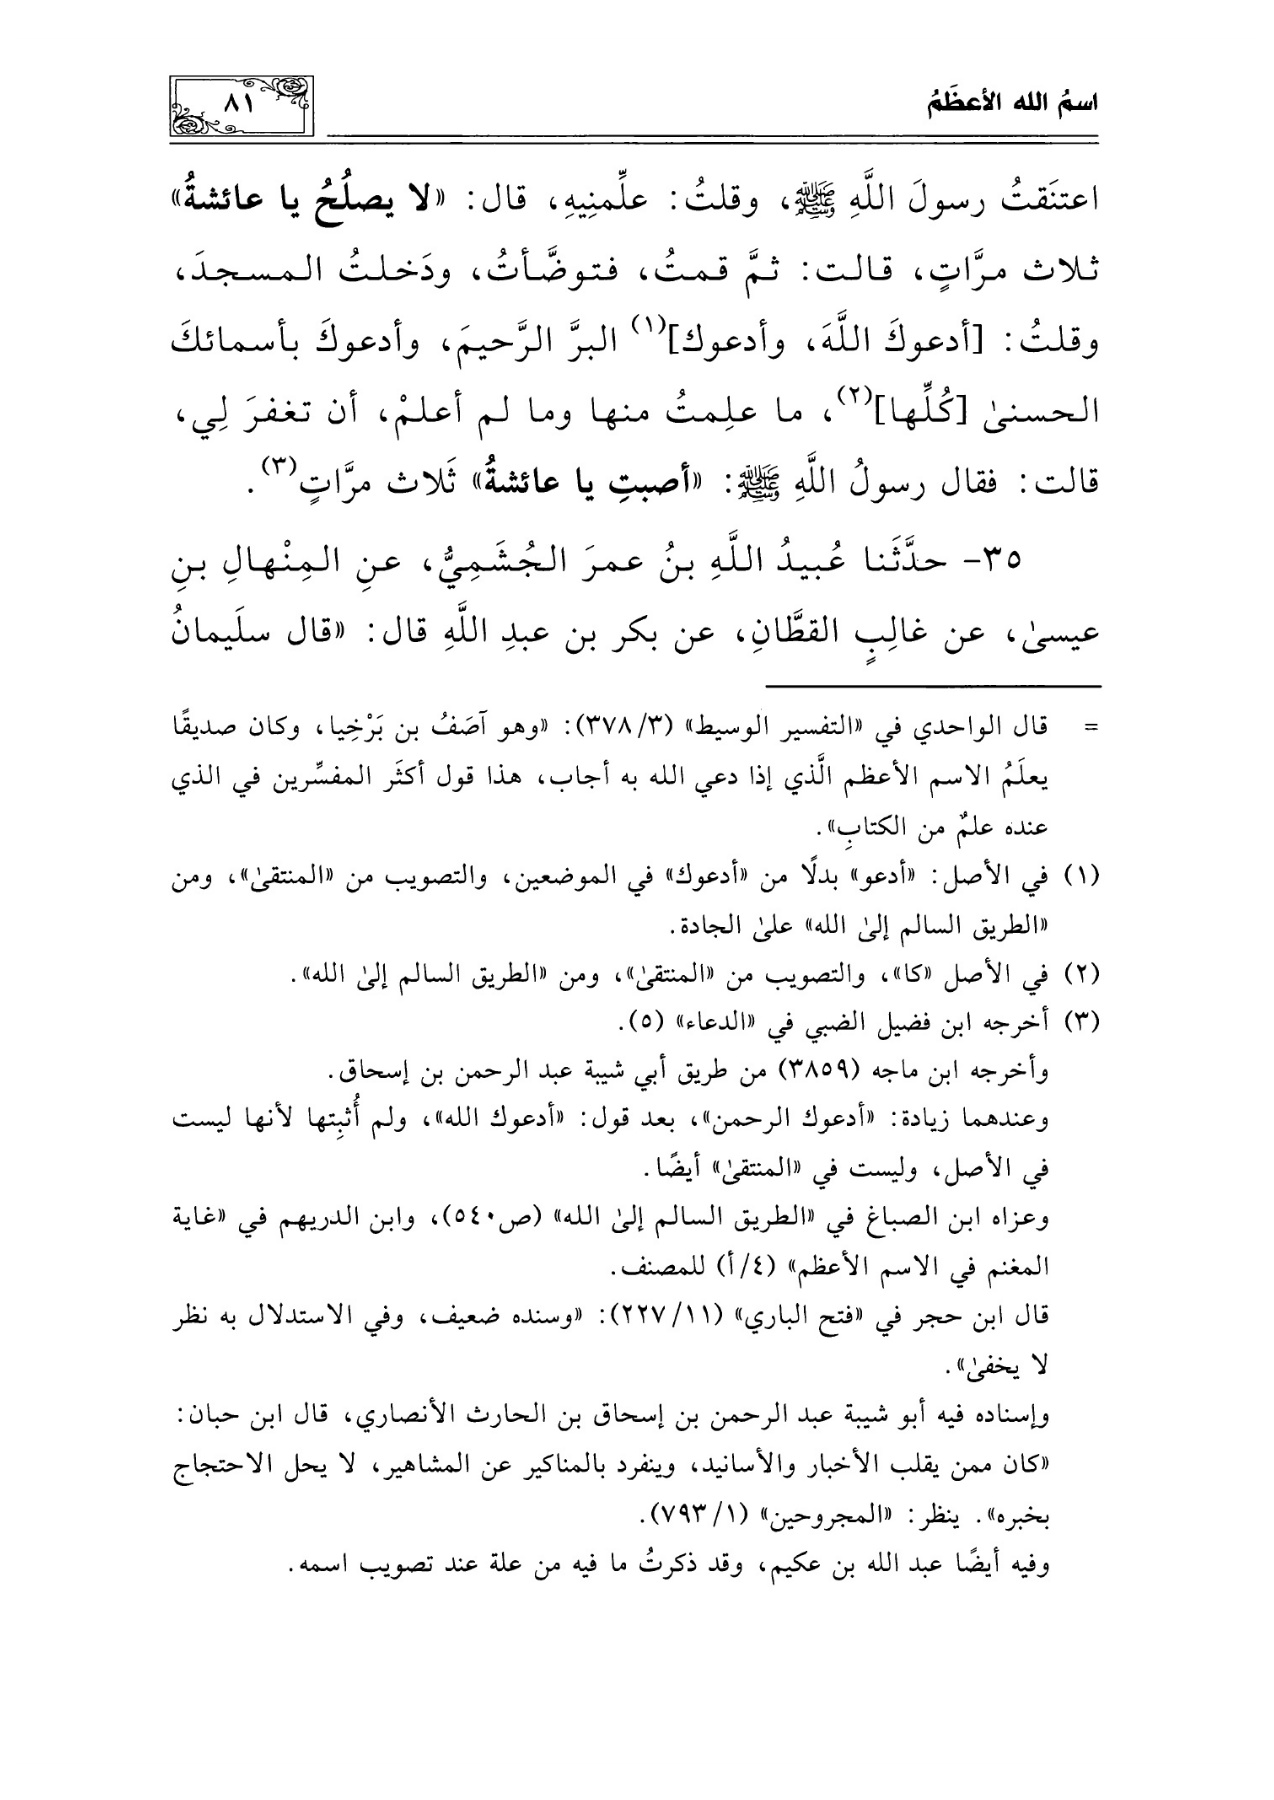 اسمُ الله الأعظَمُ
٨١
اعتنَقتُ رسولَ اللَّهِ ﷺ، وقلتُ: علِّمنِيهِ، قال: «لا يصلُحُ يا عائشةُ»
ثلاث مرَّاتٍ، قالت: ثمَّ قمتُ، فتوضَّأتُ، ودَخلتُ المسجدَ،
وقلتُ: [أدعوكَ اللَّهَ، وأدعوك](١) البرَّ الرَّحيمَ، وأدعوكَ بأسمائكَ
الحسنىٰ [كُلِّها](٢)، ما علِمتُ منها وما لم أعلمْ، أن تغفرَ لِي،
قالت: فقال رسولُ اللَّهِ ﷺ: «أصبتِ يا عائشةُ» ثَلاث مرَّاتٍ(٣).
٣٥- حدَّثَنا عُبيدُ اللَّهِ بنُ عمرَ الجُشَمِيُّ، عنِ المِنْهالِ بنِ
عيسىٰ، عن غالِبٍ القطَّانِ، عن بكر بن عبدِ اللَّهِ قال: «قال سلَيمانُ
= قال الواحدي في «التفسير الوسيط» (٣/ ٣٧٨): «وهو آصَفُ بن بَرْخِيا، وكان صديقًا
يعلَمُ الاسم الأعظم الَّذي إذا دعي الله به أجاب، هذا قول أكثَر المفسِّرين في الذي
عنده علمٌ من الكتابِ».
(١) في الأصل: «أدعو» بدلًا من «أدعوك» في الموضعين، والتصويب من «المنتقىٰ»، ومن
«الطريق السالم إلىٰ الله» علىٰ الجادة.
(٢) في الأصل «كا»، والتصويب من «المنتقىٰ»، ومن «الطريق السالم إلىٰ الله».
(٣) أخرجه ابن فضيل الضبي في «الدعاء» (٥).
وأخرجه ابن ماجه (٣٨٥٩) من طريق أبي شيبة عبد الرحمن بن إسحاق.
وعندهما زيادة: «أدعوك الرحمن»، بعد قول: «أدعوك الله»، ولم أُثبِتها لأنها ليست
في الأصل، وليست في «المنتقىٰ» أيضًا.
وعزاه ابن الصباغ في «الطريق السالم إلىٰ الله» (ص٥٤٠)، وابن الدريهم في «غاية
المغنم في الاسم الأعظم» (٤/أ) للمصنف.
قال ابن حجر في «فتح الباري» (١١/ ٢٢٧): «وسنده ضعيف، وفي الاستدلال به نظر
لا يخفىٰ».
وإسناده فيه أبو شيبة عبد الرحمن بن إسحاق بن الحارث الأنصاري، قال ابن حبان:
«كان ممن يقلب الأخبار والأسانيد، وينفرد بالمناكير عن المشاهير، لا يحل الاحتجاج
بخبره». ينظر: «المجروحين» (١/ ٧٩٣).
وفيه أيضًا عبد الله بن عكيم، وقد ذكرتُ ما فيه من علة عند تصويب اسمه.